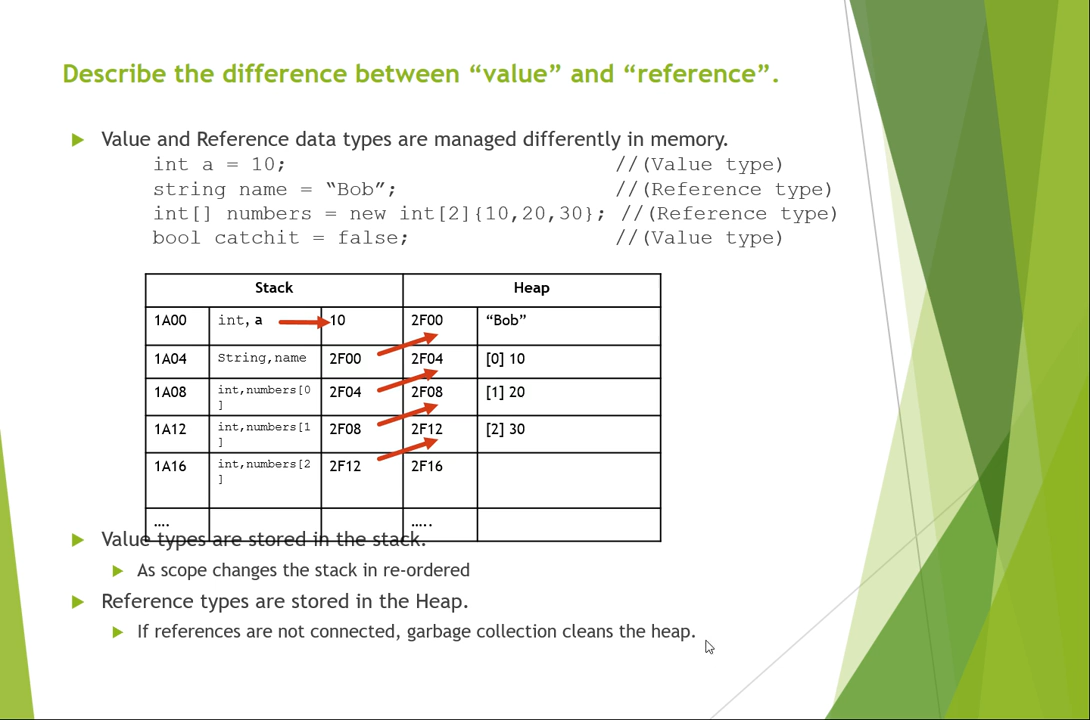 Describe the difference between “value” and “reference”.
Value and Reference data types are managed differently in memory.
int a = 10; //(Value type)
string name = “Bob”; //(Reference type)
int[] numbers = new int[2]{10,20,30}; //(Reference type)
bool catchit = false; //(Value type)
Stack Heap
1A00 int, a 10 2F00 “Bob”
1A04 String,name 2F00 2F04 [0] 10
1A08 int,numbers[0 2F04 2F08 [1] 20
]
1A12 int,numbers[1 2F08 2F12 [2] 30
]
1A16 int,numbers[2 2F12 2F16
]
…. …..
Value types are stored in the stack.
As scope changes the stack in re-ordered
Reference types are stored in the Heap.
If references are not connected, garbage collection cleans the heap.